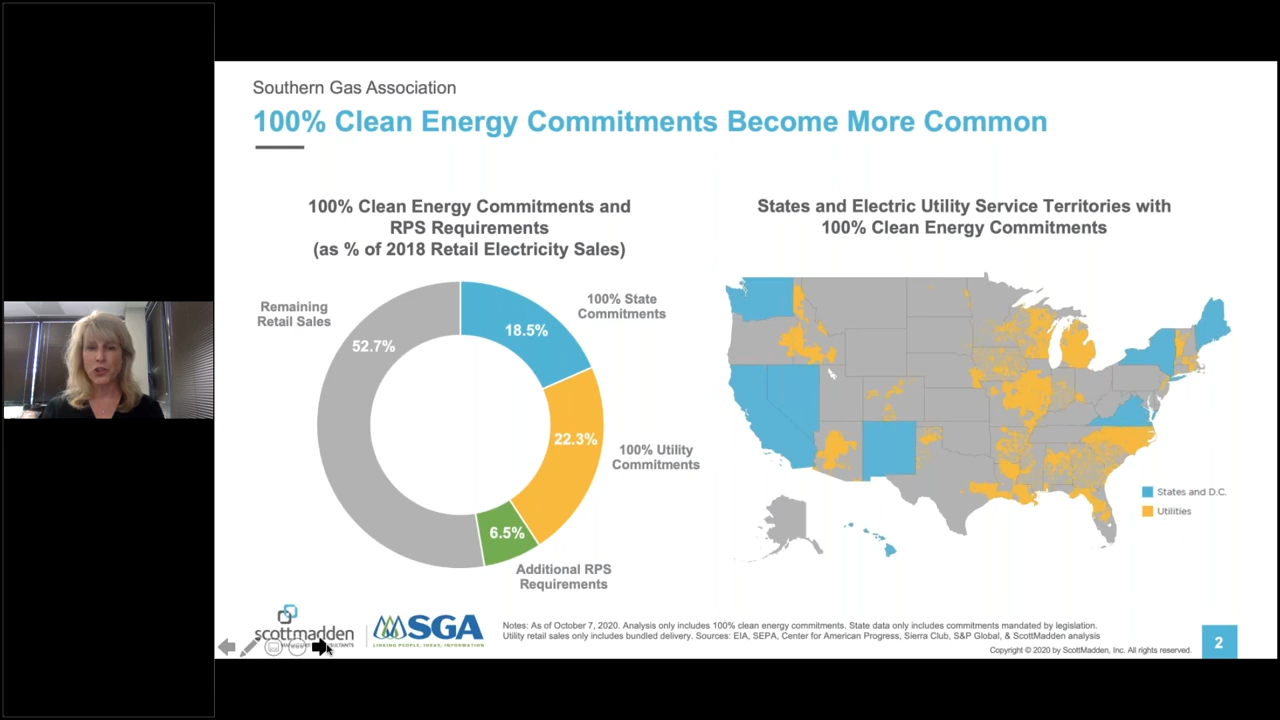 Southern Gas Association
100% Clean Energy Commitments Become More Common
100% Clean Energy Commitments and
RPS Requirements
(as % of 2018 Retail Electricity Sales)
Remaining
Retail Sales
52.7%
100% State
Commitments
18.5%
22.3%
100% Utility
Commitments
6.5%
Additional RPS
Requirements
States and Electric Utility Service Territories with
100% Clean Energy Commitments
States and D.C.
Utilities
scottmadden
SGA
LINKING PEOPLE, IDEAS, INFORMATION
Notes: As of October 7, 2020. Analysis only includes 100% clean energy commitments. State data only includes commitments mandated by legislation.
Utility retail sales only includes bundled delivery. Sources: EIA, SEPA, Center for American Progress, Sierra Club, S&P Global, & ScottMadden analysis
Copyright © 2020 by ScottMadden, Inc. All rights reserved.
2